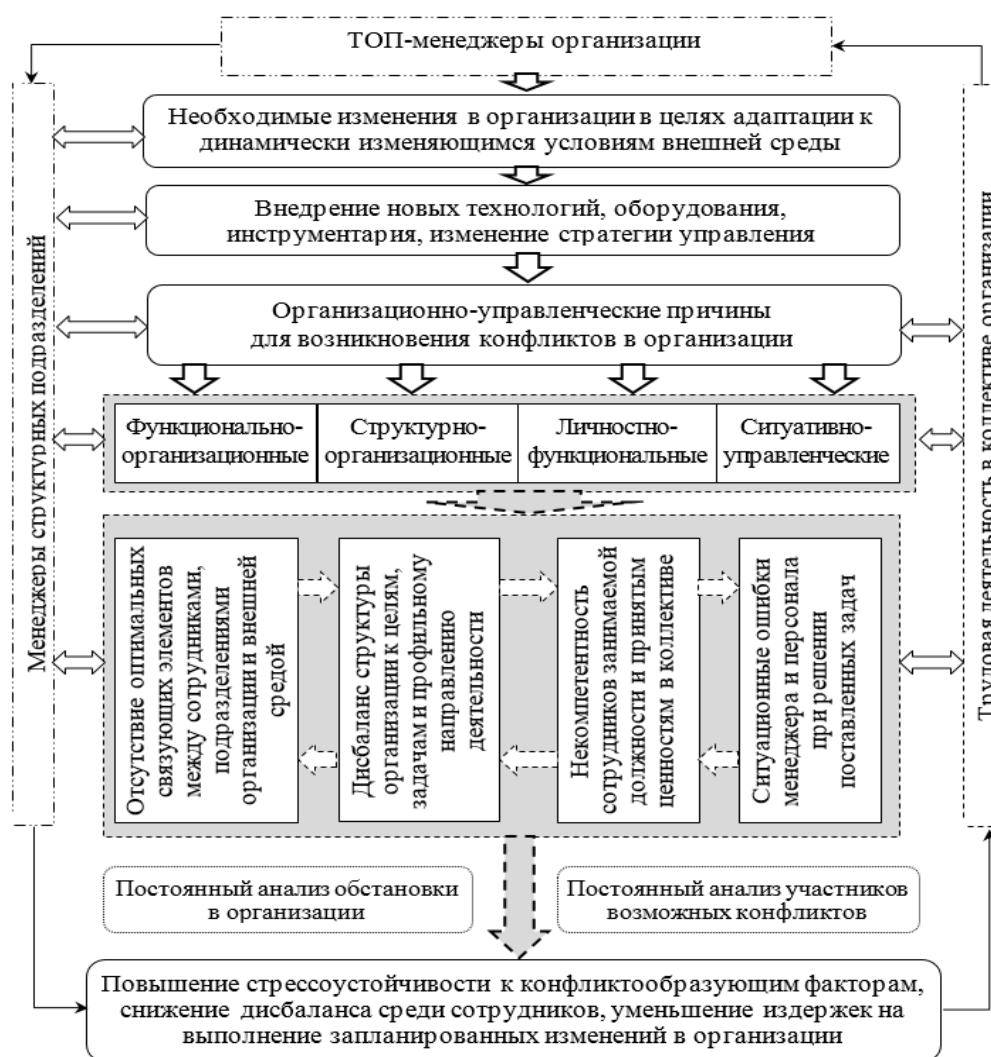 ТОП-менеджеры организации
Необходимые изменения в организации в целях адаптации к
динамически изменяющимся условиям внешней среды
Внедрение новых технологий, оборудования,
инструментария, изменение стратегии управления
Организационно-управленческие причины
для возникновения конфликтов в организации
Функционально-
организационные
Структурно-
организационные
Личностно-
функциональные
Ситуативно-
управленческие
Менеджеры структурных подразделений
Отсутствие оптимальных
связующих элементов
между сотрудниками,
подразделениями
организации и внешней
средой
Дисбаланс структуры
организации к целям,
задачам и профильному
направлению
деятельности
Некомпетентность
сотрудников занимаемой
должности и принятым
ценностям в коллективе
Ситуационные ошибки
менеджера и персонала
при решении
поставленных задач
Трудовая деятельность в коллективе организации
Постоянный анализ обстановки
в организации
Постоянный анализ участников
возможных конфликтов
Повышение стрессоустойчивости к конфликтообразующим факторам,
снижение дисбаланса среди сотрудников, уменьшение издержек на
выполнение запланированных изменений в организации